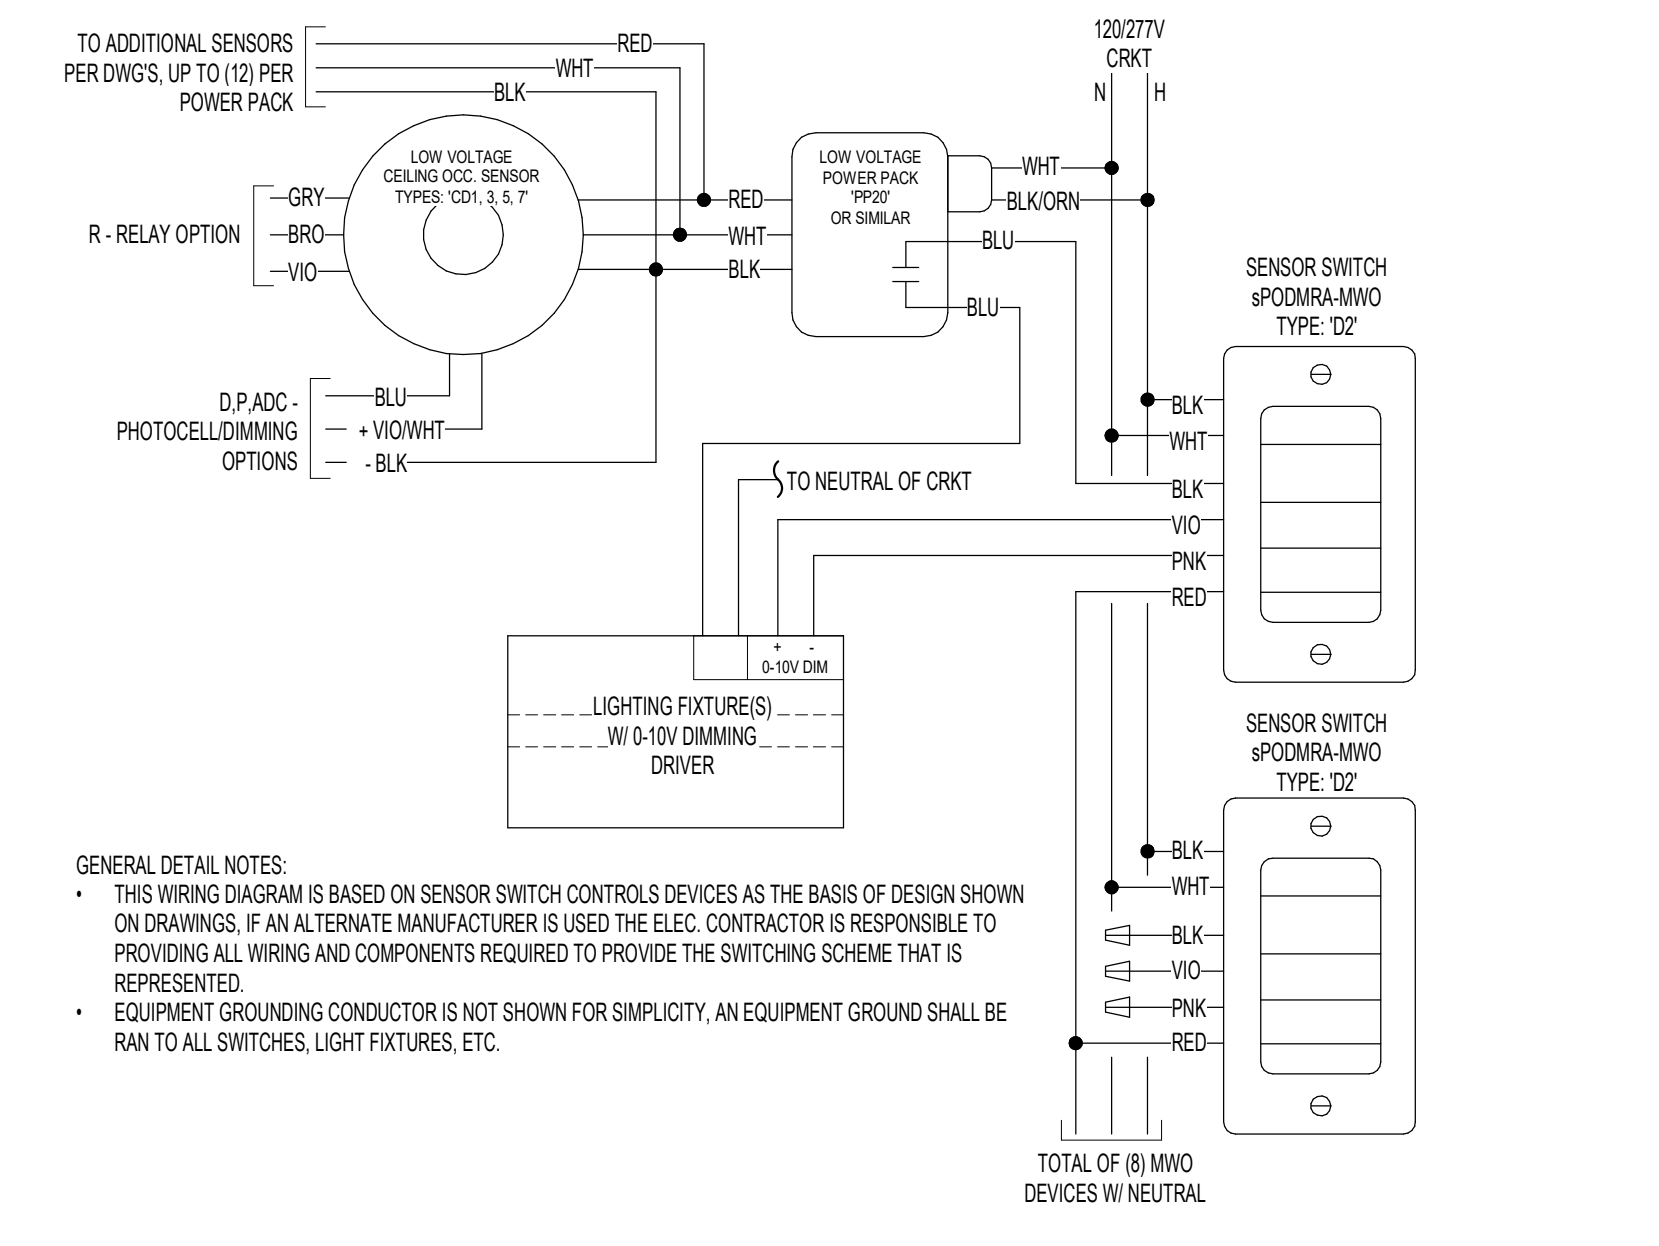 TO ADDITIONAL SENSORS
PER DWG'S, UP TO (12) PER
POWER PACK
RED
WHT
BLK
120/277V
CRKT
N
H
LOW VOLTAGE
CEILING OCC. SENSOR
TYPES: 'CD1, 3, 5, 7'
GRY
BRO
VIO
R - RELAY OPTION
RED
WHT
BLK
LOW VOLTAGE
POWER PACK
'PP20'
OR SIMILAR
WHT
BLK/ORN
BLU
BLU
D,P,ADC -
PHOTOCELL/DIMMING
OPTIONS
BLU
+ VIO/WHT
- BLK
TO NEUTRAL OF CRKT
SENSOR SWITCH
sPODMRA-MWO
TYPE: 'D2'
BLK
WHT
BLK
VIO
PNK
RED
+ -
0-10V DIM
LIGHTING FIXTURE(S)
W/ 0-10V DIMMING
DRIVER
SENSOR SWITCH
sPODMRA-MWO
TYPE: 'D2'
BLK
WHT
BLK
VIO
PNK
RED
TOTAL OF (8) MWO
DEVICES W/ NEUTRAL
GENERAL DETAIL NOTES:
• THIS WIRING DIAGRAM IS BASED ON SENSOR SWITCH CONTROLS DEVICES AS THE BASIS OF DESIGN SHOWN
ON DRAWINGS, IF AN ALTERNATE MANUFACTURER IS USED THE ELEC. CONTRACTOR IS RESPONSIBLE TO
PROVIDING ALL WIRING AND COMPONENTS REQUIRED TO PROVIDE THE SWITCHING SCHEME THAT IS
REPRESENTED.
• EQUIPMENT GROUNDING CONDUCTOR IS NOT SHOWN FOR SIMPLICITY, AN EQUIPMENT GROUND SHALL BE
RAN TO ALL SWITCHES, LIGHT FIXTURES, ETC.